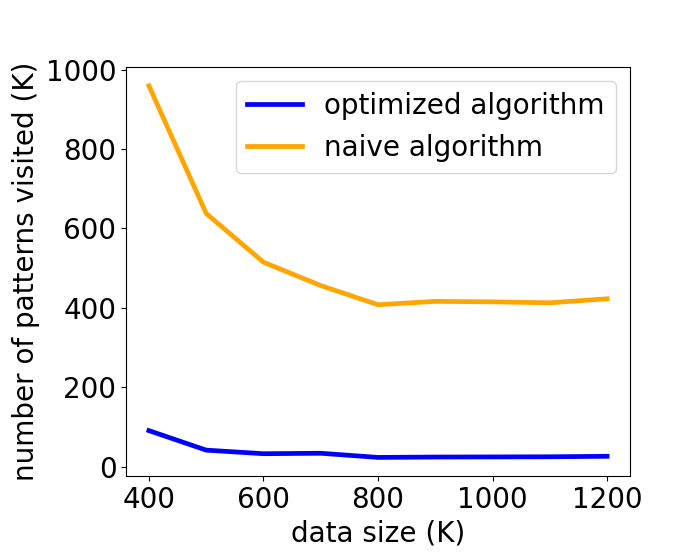 optimized algorithm
naive algorithm
number of patterns visited (K)
1000
800
600
400
200
0
400 600 800 1000 1200
data size (K)